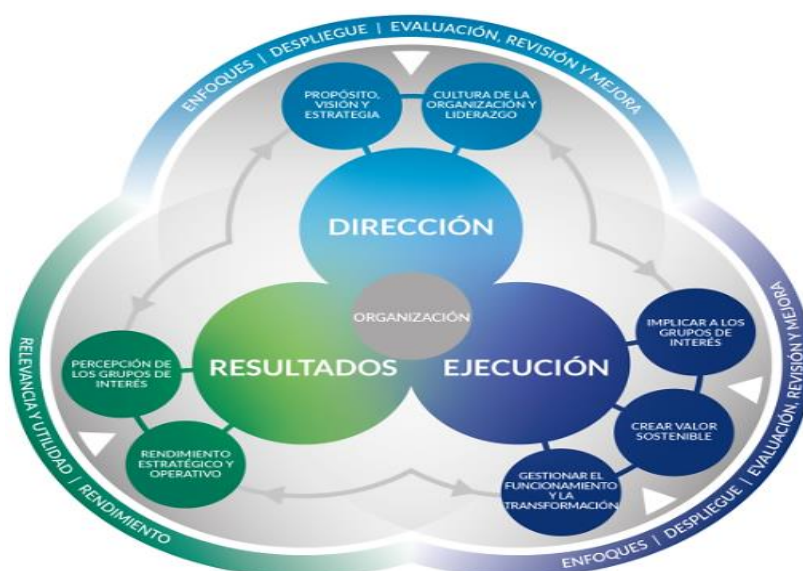 ENFOQUES | DESPLIEGUE | EVALUACIÓN, REVISIÓN Y MEJORA
PROPÓSITO,
VISIÓN Y
ESTRATEGIA
CULTURA DE LA
ORGANIZACIÓN Y
LIDERAZGO
DIRECCIÓN
ORGANIZACIÓN
RESULTADOS
EJECUCIÓN
IMPLICAR A LOS
GRUPOS DE
INTERÉS
CREAR VALOR
SOSTENIBLE
GESTIONAR EL
FUNCIONAMIENTO
Y LA
TRANSFORMACIÓN
ENFOQUES | DESPLIEGUE | EVALUACIÓN, REVISIÓN Y MEJORA
PERCEPCIÓN DE
LOS GRUPOS DE
INTERÉS
RENDIMIENTO
ESTRATÉGICO Y
OPERATIVO
RELEVANCIA Y UTILIDAD | RENDIMIENTO